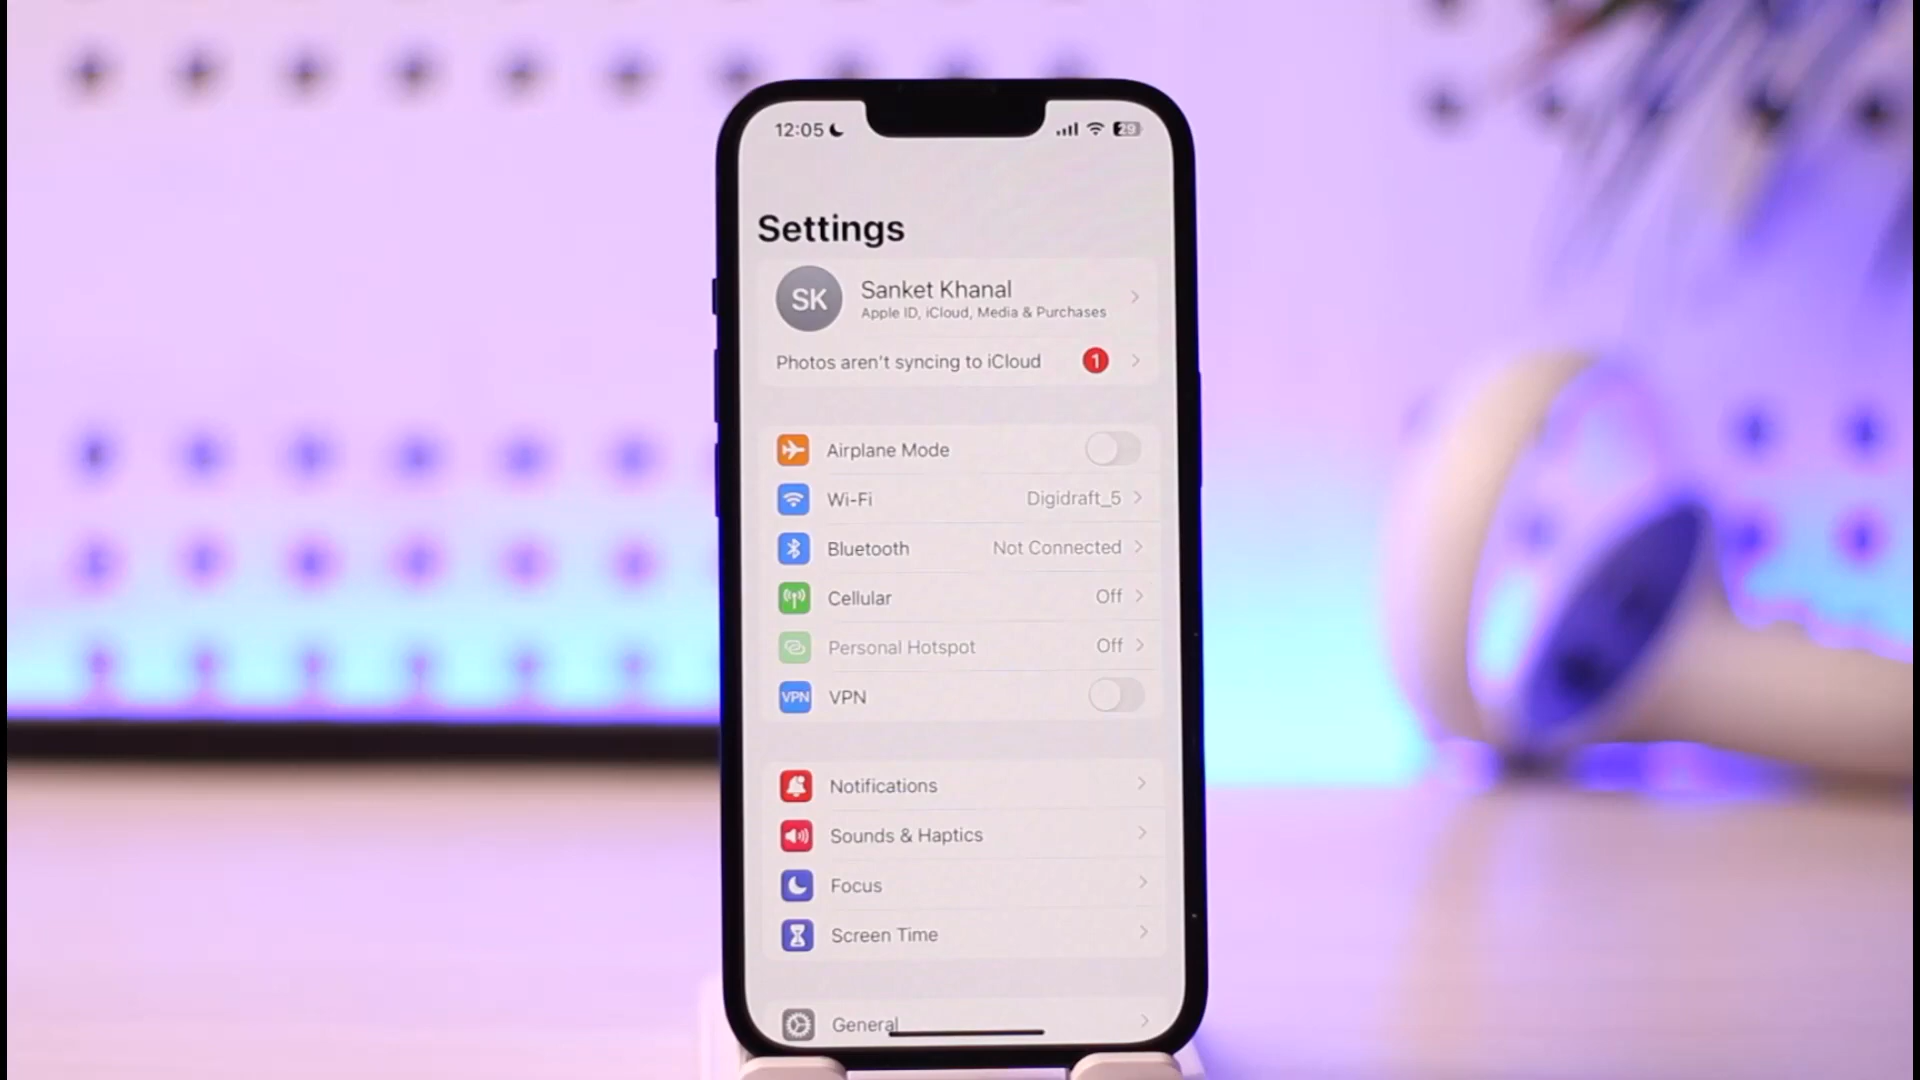 12:05
29
Settings
SK
Sanket Khanal
Apple ID, iCloud, Media & Purchases
Photos aren't syncing to iCloud 1
Airplane Mode
Wi-Fi Digidraft_5
Bluetooth Not Connected
Cellular Off
Personal Hotspot Off
VPN VPN
Notifications
Sounds & Haptics
Focus
Screen Time
General